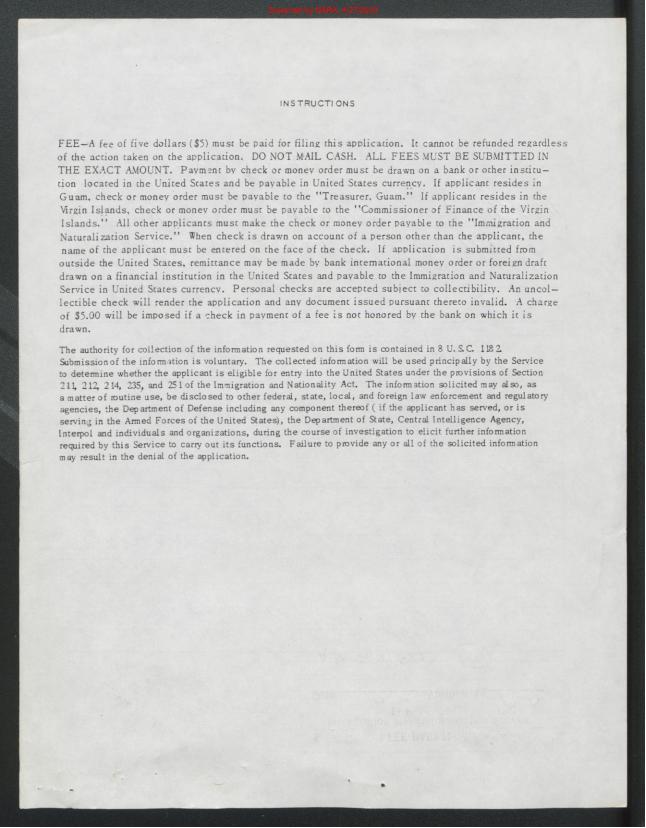 INSTRUCTIONS
FEE—A fee of five dollars ($5) must be paid for filing this application. It cannot be refunded regardless
of the action taken on the application. DO NOT MAIL CASH. ALL FEES MUST BE SUBMITTED IN
THE EXACT AMOUNT. Payment by check or money order must be drawn on a bank or other institu-
tion located in the United States and be payable in United States currency. If applicant resides in
Guam, check or money order must be payable to the "Treasurer, Guam." If applicant resides in the
Virgin Islands, check or money order must be payable to the "Commissioner of Finance of the Virgin
Islands." All other applicants must make the check or money order payable to the "Immigration and
Naturalization Service." When check is drawn on account of a person other than the applicant, the
name of the applicant must be entered on the face of the check. If application is submitted from
outside the United States, remittance may be made by bank international money order or foreign draft
drawn on a financial institution in the United States and payable to the Immigration and Naturalization
Service in United States currency. Personal checks are accepted subject to collectibility. An uncol-
lectible check will render the application and any document issued pursuant thereto invalid. A charge
of $5.00 will be imposed if a check in payment of a fee is not honored by the bank on which it is
drawn.
The authority for collection of the information requested on this form is contained in 8 U.S.C. 1182.
Submission of the information is voluntary. The collected information will be used principally by the Service
to determine whether the applicant is eligible for entry into the United States under the provisions of Section
211, 212, 214, 235, and 251 of the Immigration and Nationality Act. The information solicited may also, as
a matter of routine use, be disclosed to other federal, state, local, and foreign law enforcement and regulatory
agencies, the Department of Defense including any component thereof ( if the applicant has served, or is
serving in the Armed Forces of the United States), the Department of State, Central Intelligence Agency,
Interpol and individuals and organizations, during the course of investigation to elicit further information
required by this Service to carry out its functions. Failure to provide any or all of the solicited information
may result in the denial of the application.